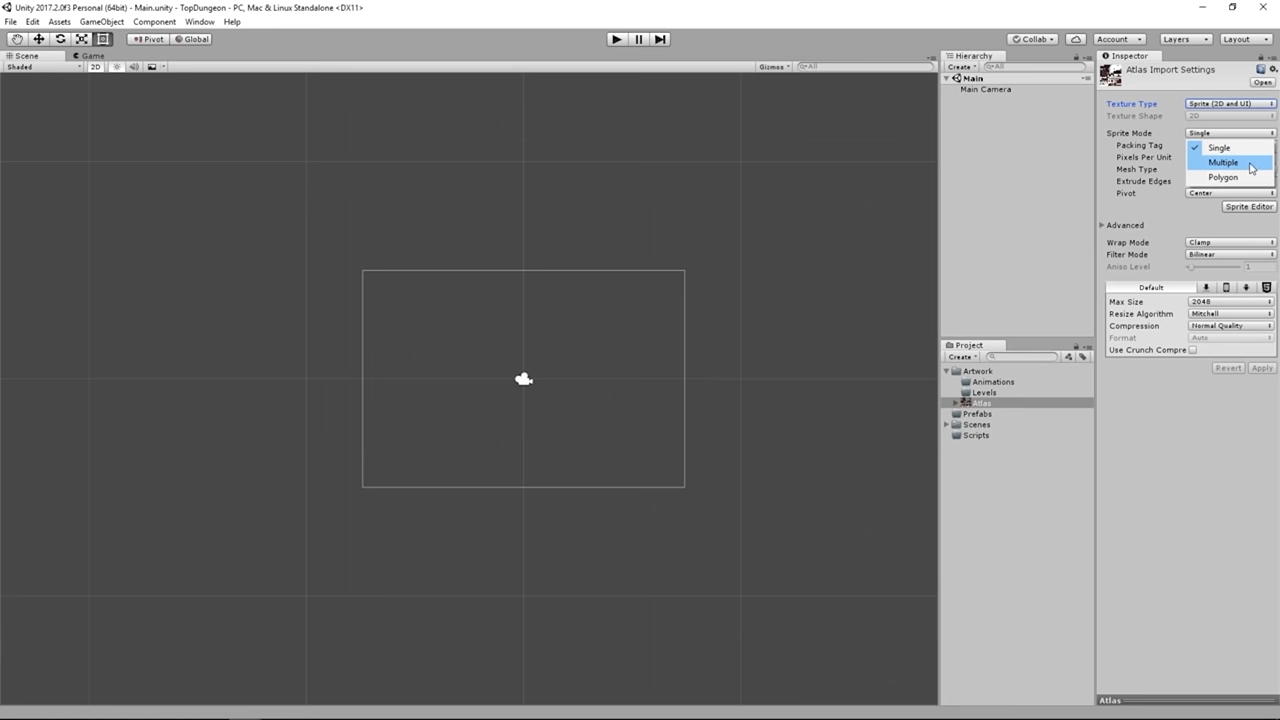 Unity 2017.2.0f3 Personal (64bit) - Main.unity - TopDungeon - PC, Mac & Linux Standalone <DX11>
File Edit Assets GameObject Component Window Help
Pivot Global Collab Account Layers Layout
Scene Game
Shaded 2D Gizmos All
Hierarchy
Create All
Main
Main Camera
Project
Create
Artwork
Animations
Levels
Atlas
Prefabs
Scenes
Scripts
Inspector
Atlas Import Settings
Open
Texture Type Sprite (2D and UI)
Texture Shape 2D
Sprite Mode Single
Packing Tag
Single
Pixels Per Unit
Multiple
Mesh Type
Polygon
Extrude Edges
Pivot Center
Sprite Editor
Advanced
Wrap Mode Clamp
Filter Mode Bilinear
Aniso Level 1
Default
Max Size 2048
Resize Algorithm Mitchell
Compression Normal Quality
Format Auto
Use Crunch Compre
Revert Apply
Atlas